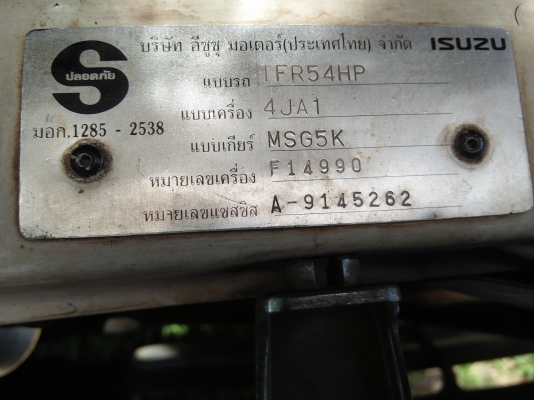 บริษัท อีซูซุ มอเตอร์(ประเทศไทย) จำกัด ISUZU
S
ปลอดภัย
แบบรถ TFR54HP
แบบเครื่อง 4JA1
มอก.1285 - 2538
แบบเกียร์ MSG5K
หมายเลขเครื่อง F14990
หมายเลขแชสซิส A-9145262